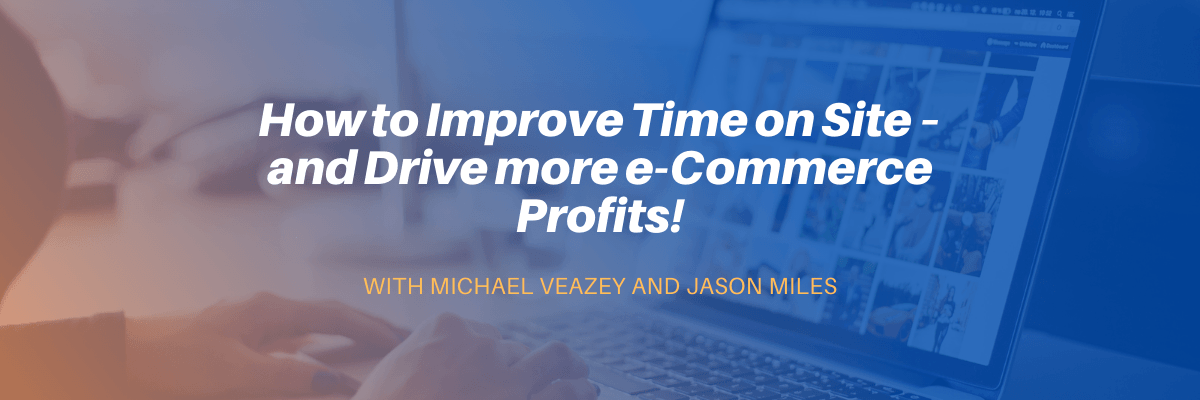 How to Improve Time on Site –
and Drive more e-Commerce
Profits!
WITH MICHAEL VEAZEY AND JASON MILES